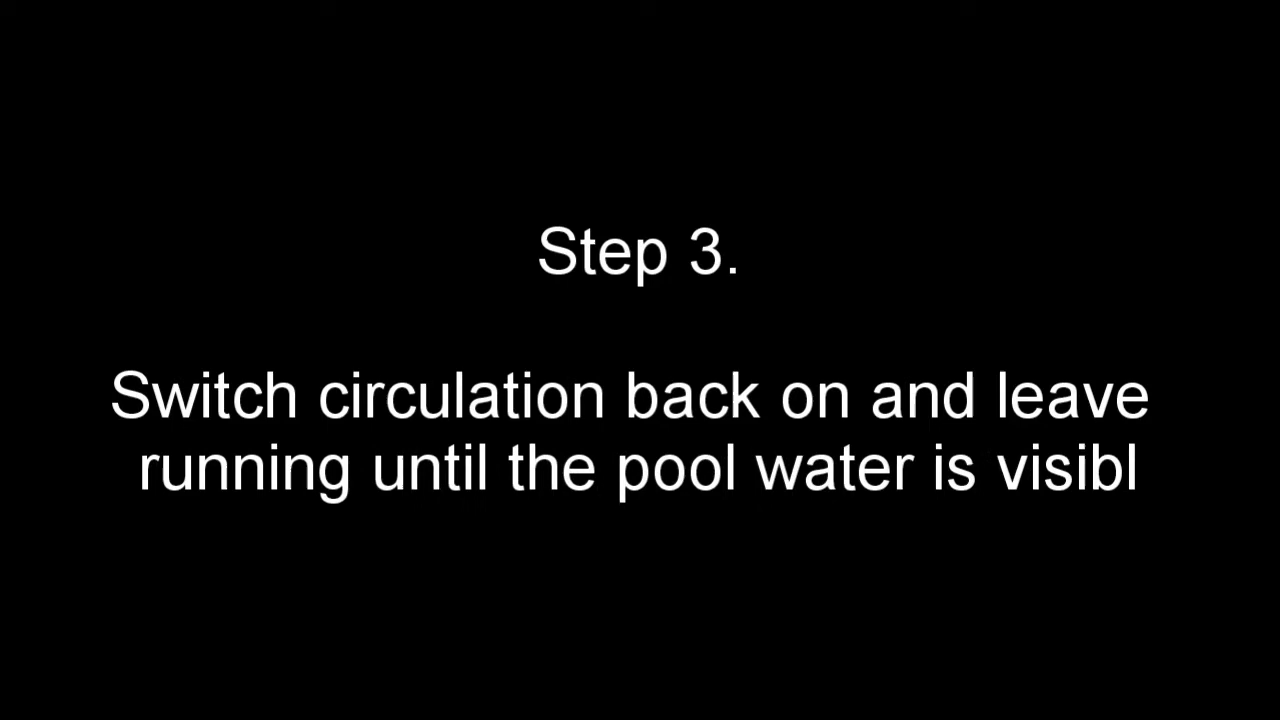 Step 3.
Switch circulation back on and leave
running until the pool water is visibl